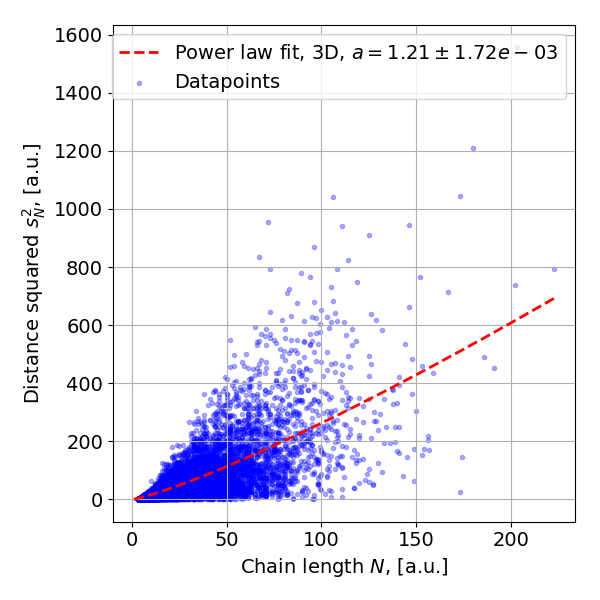 1600
1400
1200
1000
800
600
400
200
0
Distance squared $s_N^2$, [a.u.]
Power law fit, 3D, $a = 1.21 \pm 1.72e - 03$
Datapoints
0 50 100 150 200
Chain length $N$, [a.u.]